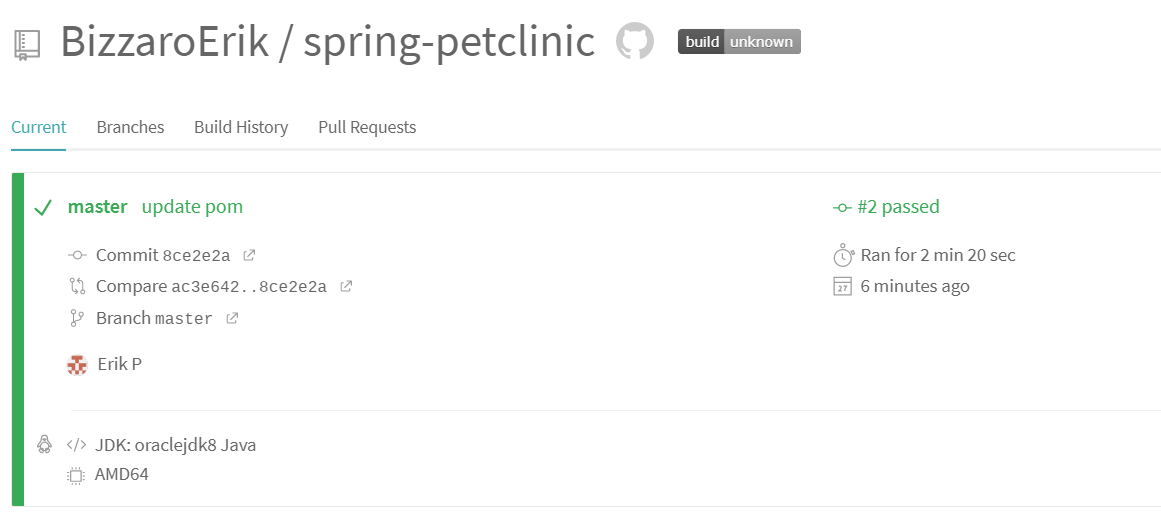 BizzaroErik / spring-petclinic build unknown
Current Branches Build History Pull Requests
master update pom #2 passed
Commit 8ce2e2a Ran for 2 min 20 sec
Compare ac3e642..8ce2e2a 27 6 minutes ago
Branch master
Erik P
</> JDK: oraclejdk8 Java
AMD64